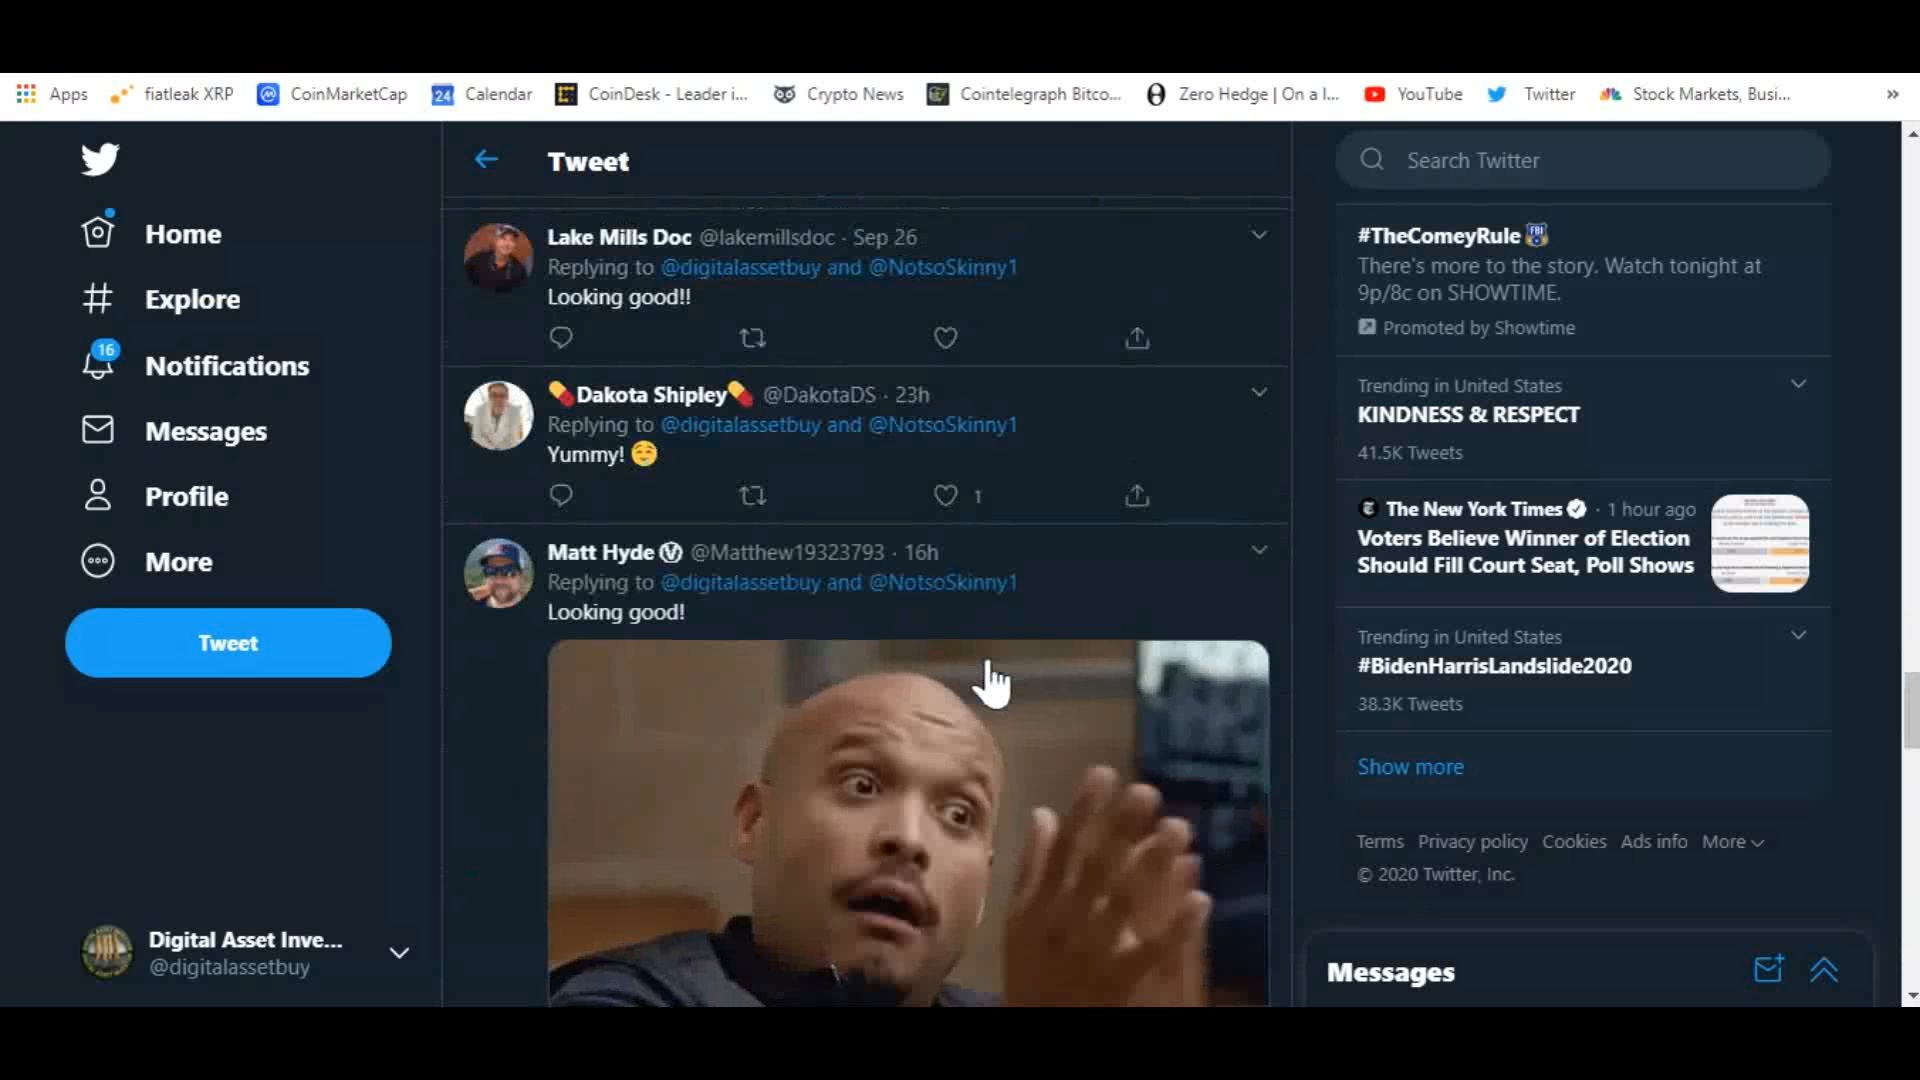 Apps fiatleak XRP CoinMarketCap 24 Calendar CoinDesk - Leader i... Crypto News Cointelegraph Bitco... Zero Hedge | On a l... YouTube Twitter Stock Markets, Busi... »
Home
Explore
16
Notifications
Messages
Profile
More
Tweet
Digital Asset Inve...
@digitalassetbuy
Tweet
Lake Mills Doc @lakemillsdoc · Sep 26
Replying to @digitalassetbuy and @NotsoSkinny1
Looking good!!
Dakota Shipley @DakotaDS · 23h
Replying to @digitalassetbuy and @NotsoSkinny1
Yummy!
1
Matt Hyde @Matthew19323793 · 16h
Replying to @digitalassetbuy and @NotsoSkinny1
Looking good!
Search Twitter
#TheComeyRule
There's more to the story. Watch tonight at
9p/8c on SHOWTIME.
Promoted by Showtime
Trending in United States
KINDNESS & RESPECT
41.5K Tweets
The New York Times · 1 hour ago
Voters Believe Winner of Election
Should Fill Court Seat, Poll Shows
Trending in United States
#BidenHarrisLandslide2020
38.3K Tweets
Show more
Terms Privacy policy Cookies Ads info More
© 2020 Twitter, Inc.
Messages